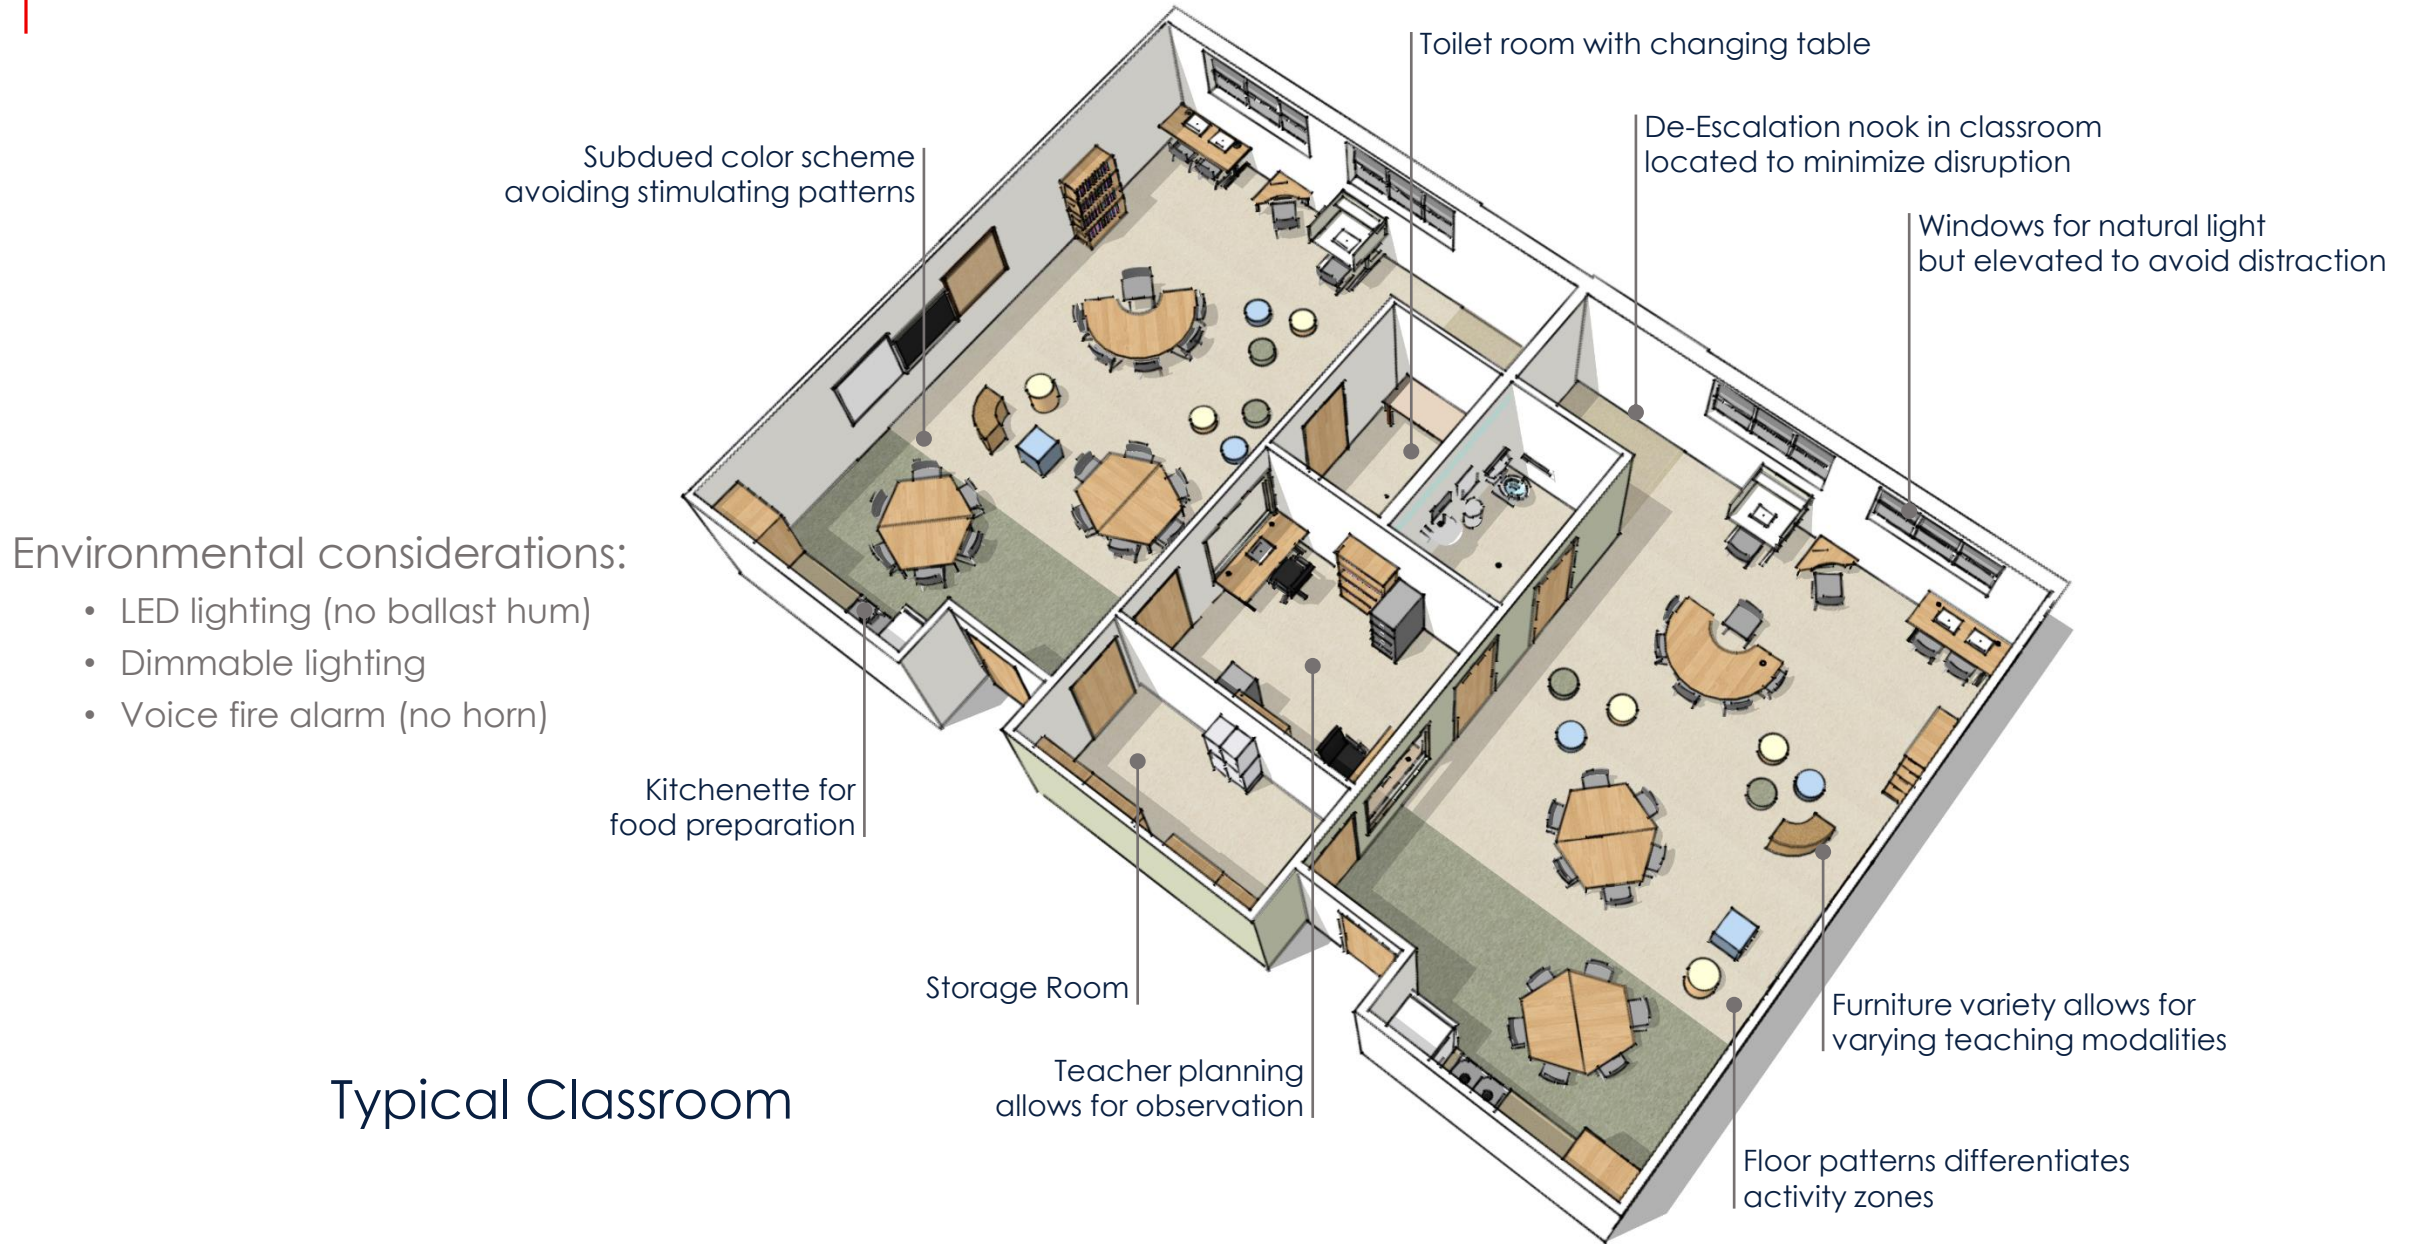 Toilet room with changing table
De-Escalation nook in classroom
located to minimize disruption
Subdued color scheme
avoiding stimulating patterns
Windows for natural light
but elevated to avoid distraction
Environmental considerations:
• LED lighting (no ballast hum)
• Dimmable lighting
• Voice fire alarm (no horn)
Kitchenette for
food preparation
Storage Room
Furniture variety allows for
varying teaching modalities
Teacher planning
allows for observation
Typical Classroom
Floor patterns differentiates
activity zones